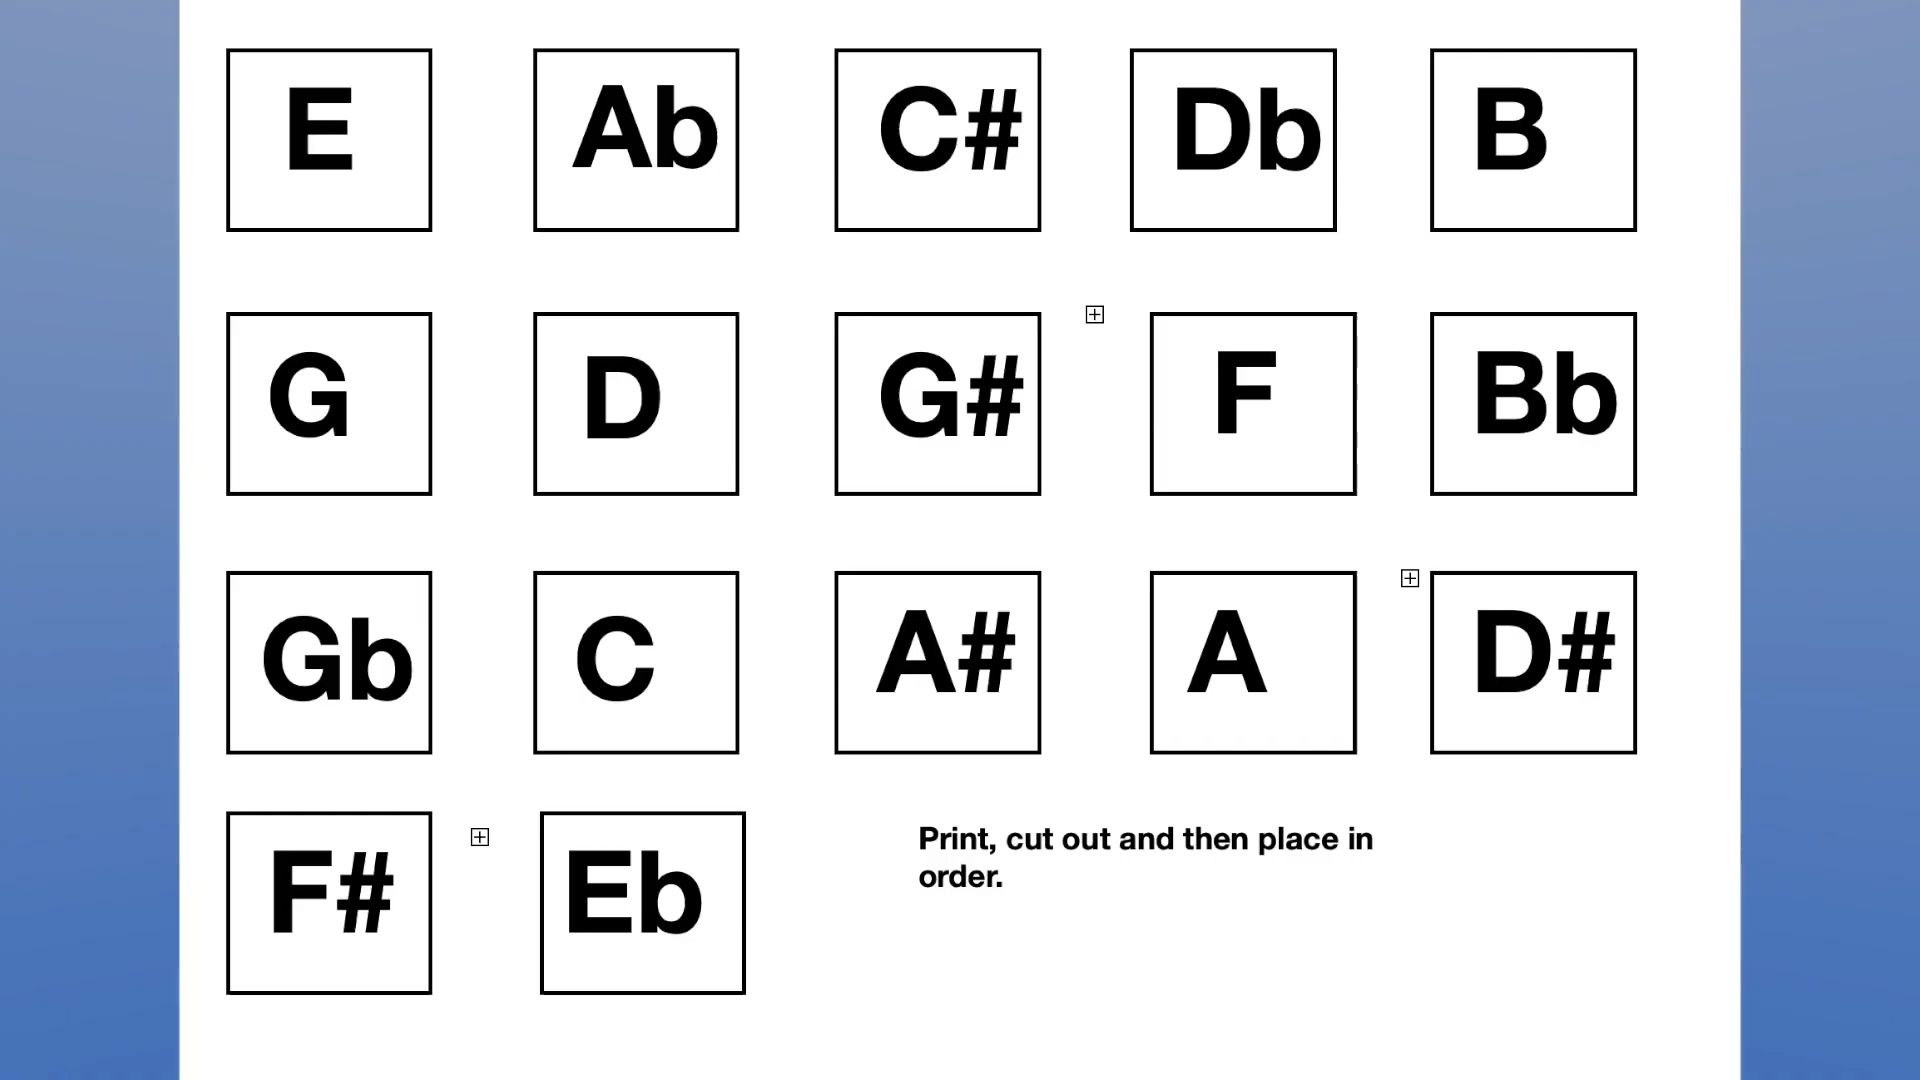 E Ab C# Db B
G D G# F Bb
Gb C A# A D#
F# Eb
Print, cut out and then place in
order.